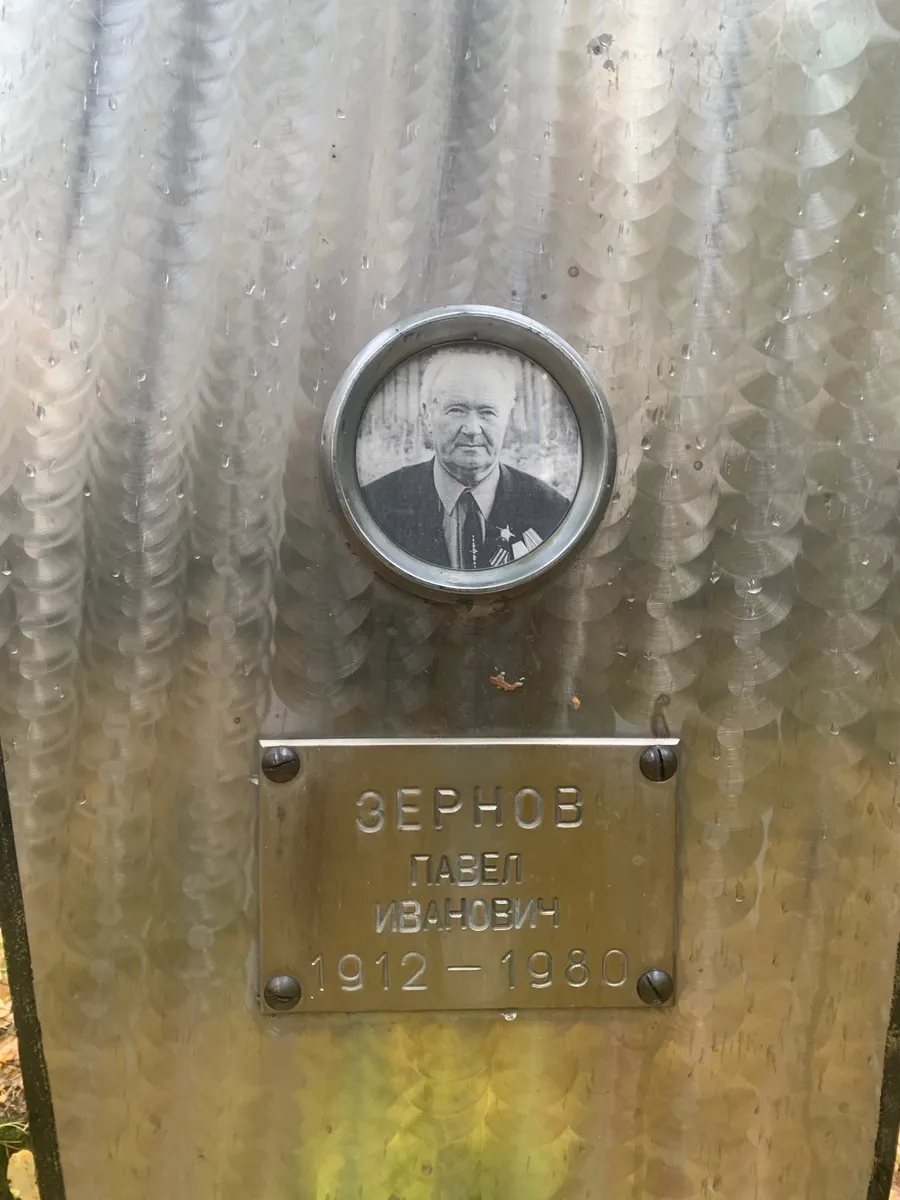 ЗЕРНОВ
ПАВЕЛ
ИВАНОВИЧ
1912 — 1980